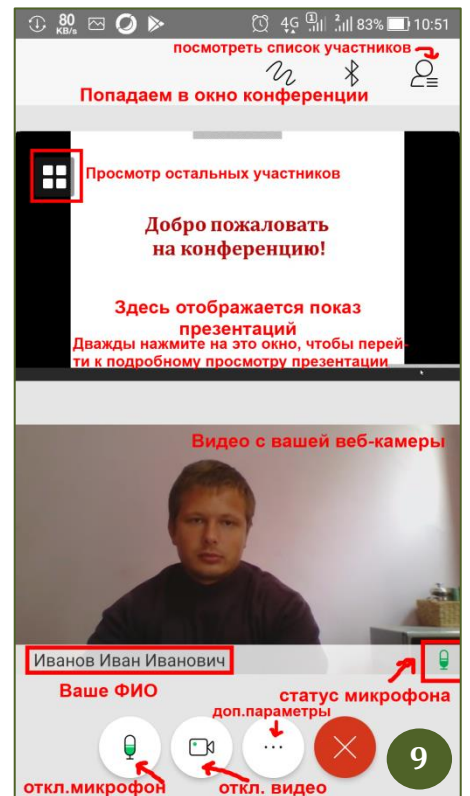 80
KB/s
4G 1 2 83% 10:51
посмотреть список участников
Попадаем в окно конференции
Просмотр остальных участников
Добро пожаловать
на конференцию!
Здесь отображается показ
презентаций
Дважды нажмите на это окно, чтобы перей-
ти к подробному просмотру презентации
Видео с вашей веб-камеры
Иванов Иван Иванович
Ваше ФИО
статус микрофона
доп.параметры
9
откл.микрофон
откл. видео